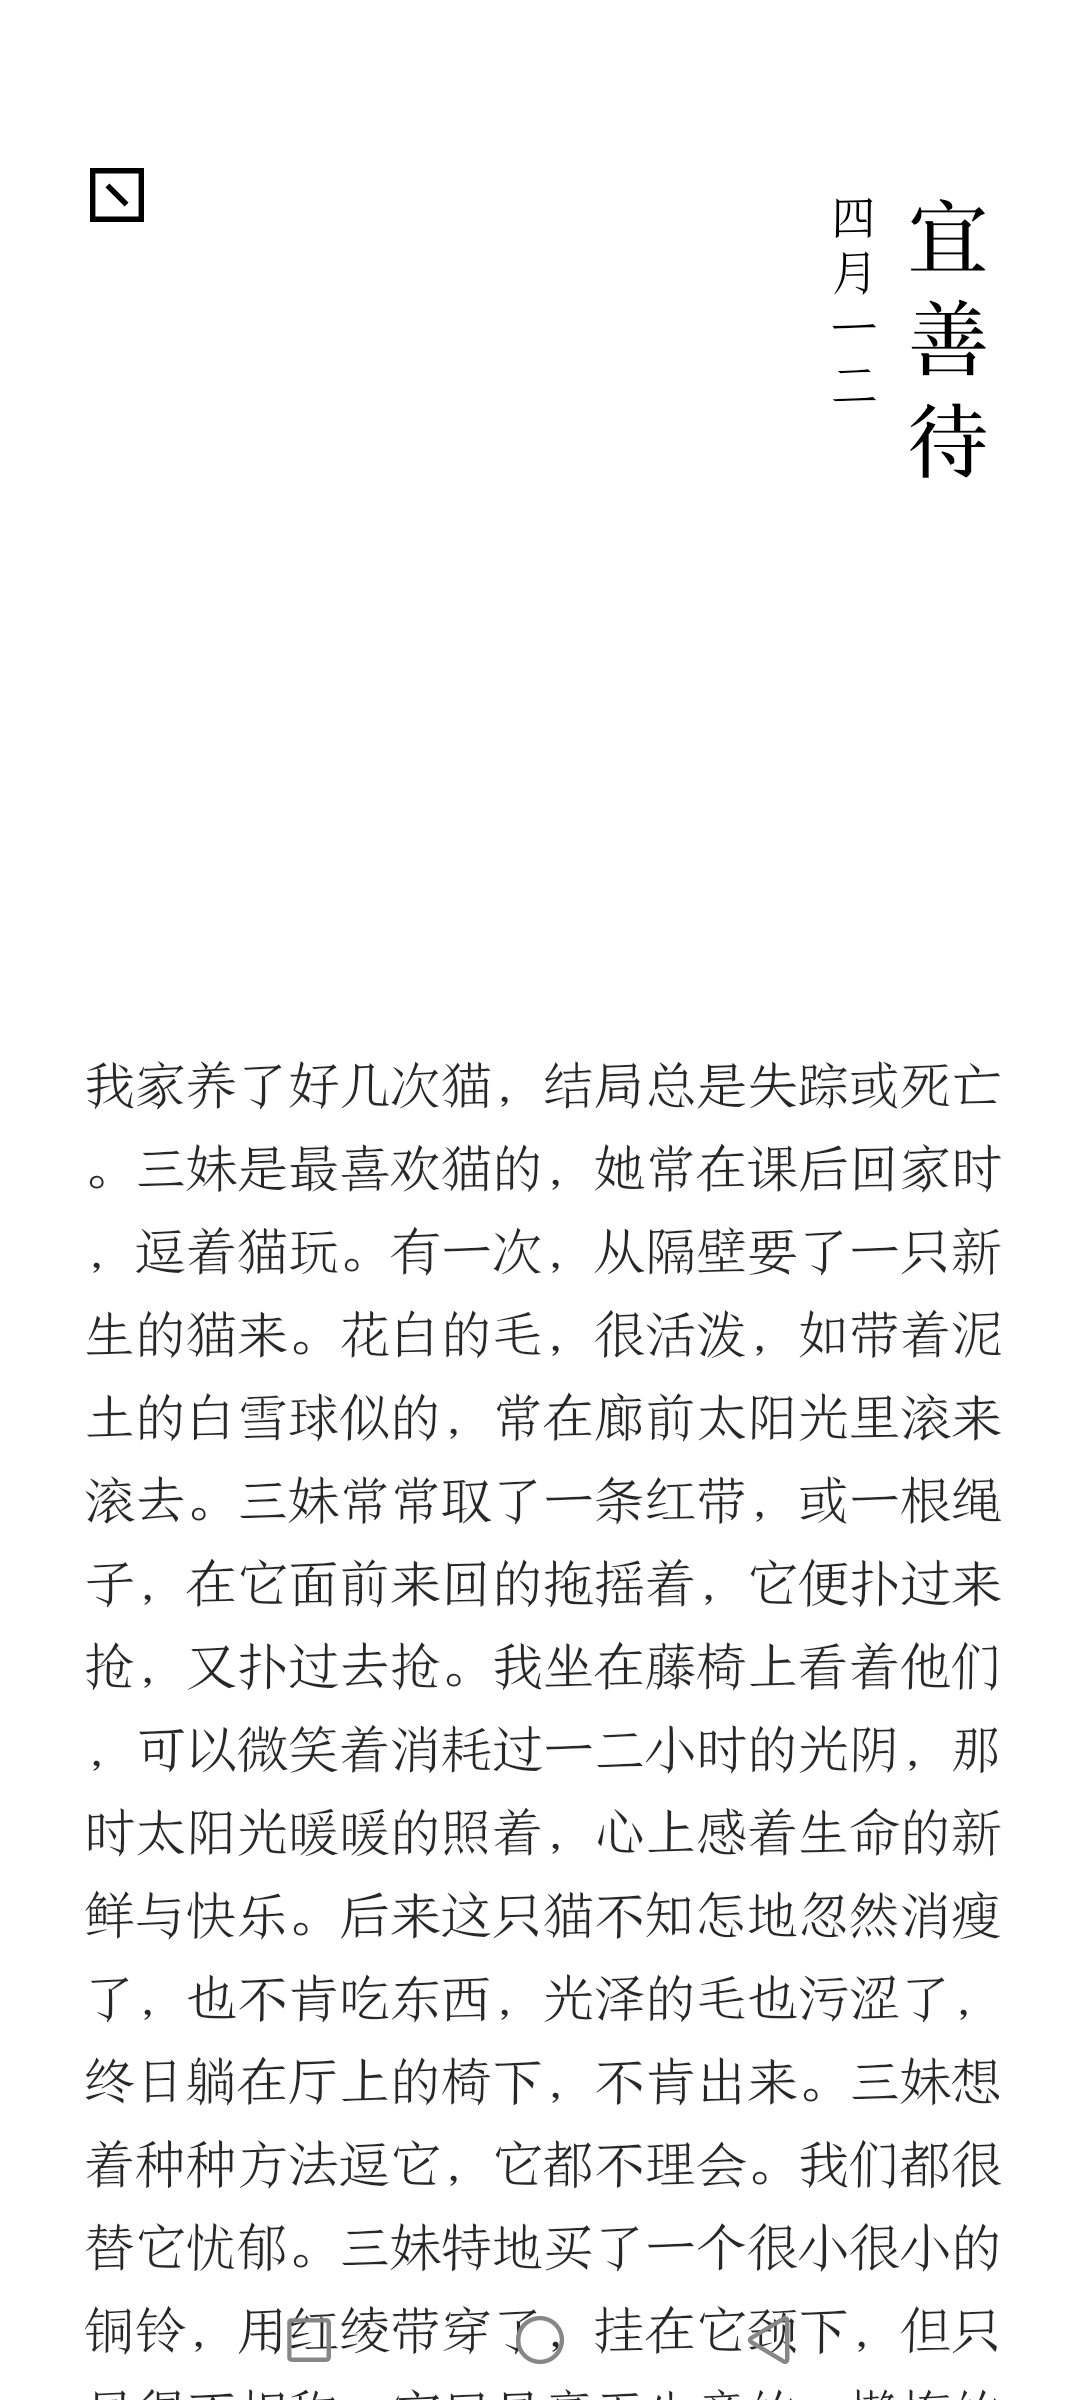 宜善待
四月一二
我家养了好几次猫，结局总是失踪或死亡
。三妹是最喜欢猫的，她常在课后回家时
，逗着猫玩。有一次，从隔壁要了一只新
生的猫来。花白的毛，很活泼，如带着泥
土的白雪球似的，常在廊前太阳光里滚来
滚去。三妹常常取了一条红带，或一根绳
子，在它面前来回的拖摇着，它便扑过来
抢，又扑过去抢。我坐在藤椅上看着他们
，可以微笑着消耗过一二小时的光阴，那
时太阳光暖暖的照着，心上感着生命的新
鲜与快乐。后来这只猫不知怎地忽然消瘦
了，也不肯吃东西，光泽的毛也污涩了，
终日躺在厅上的椅下，不肯出来。三妹想
着种种方法逗它，它都不理会。我们都很
替它忧郁。三妹特地买了一个很小很小的
铜铃，用红绫带穿了，挂在它颈下，但只